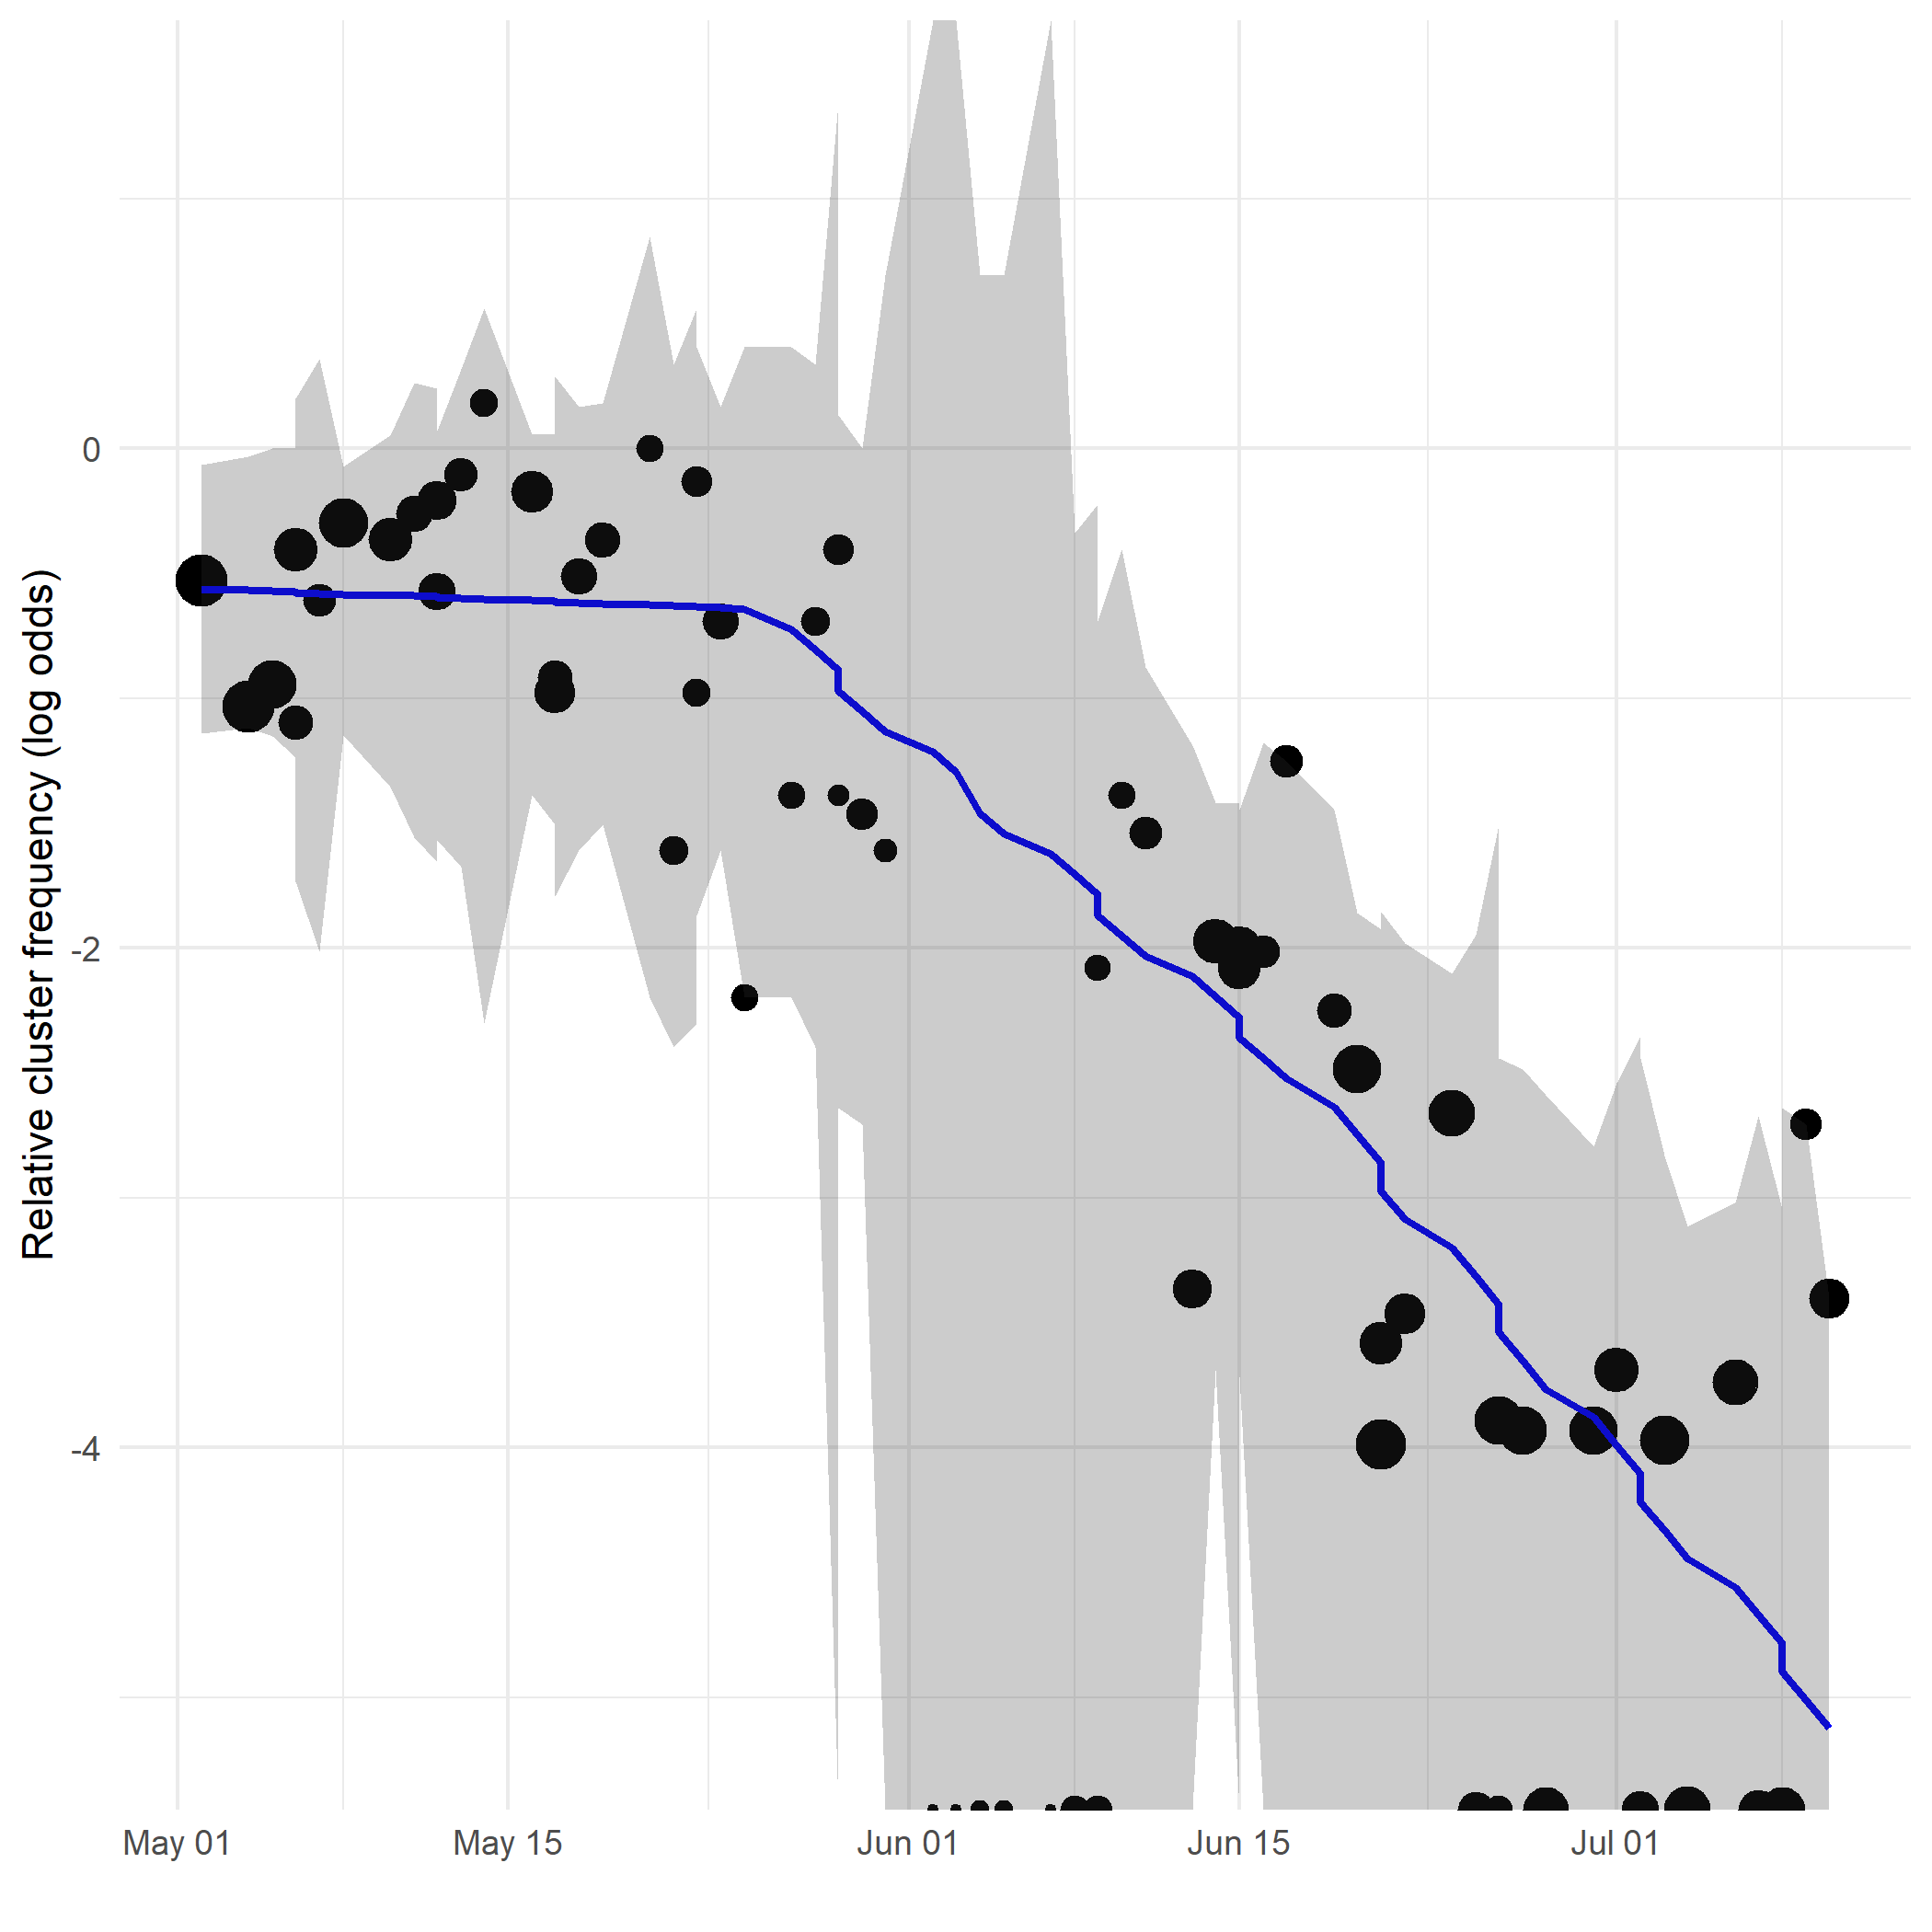 Relative cluster frequency (log odds)
0
-2
-4
May 01
May 15
Jun 01
Jun 15
Jul 01